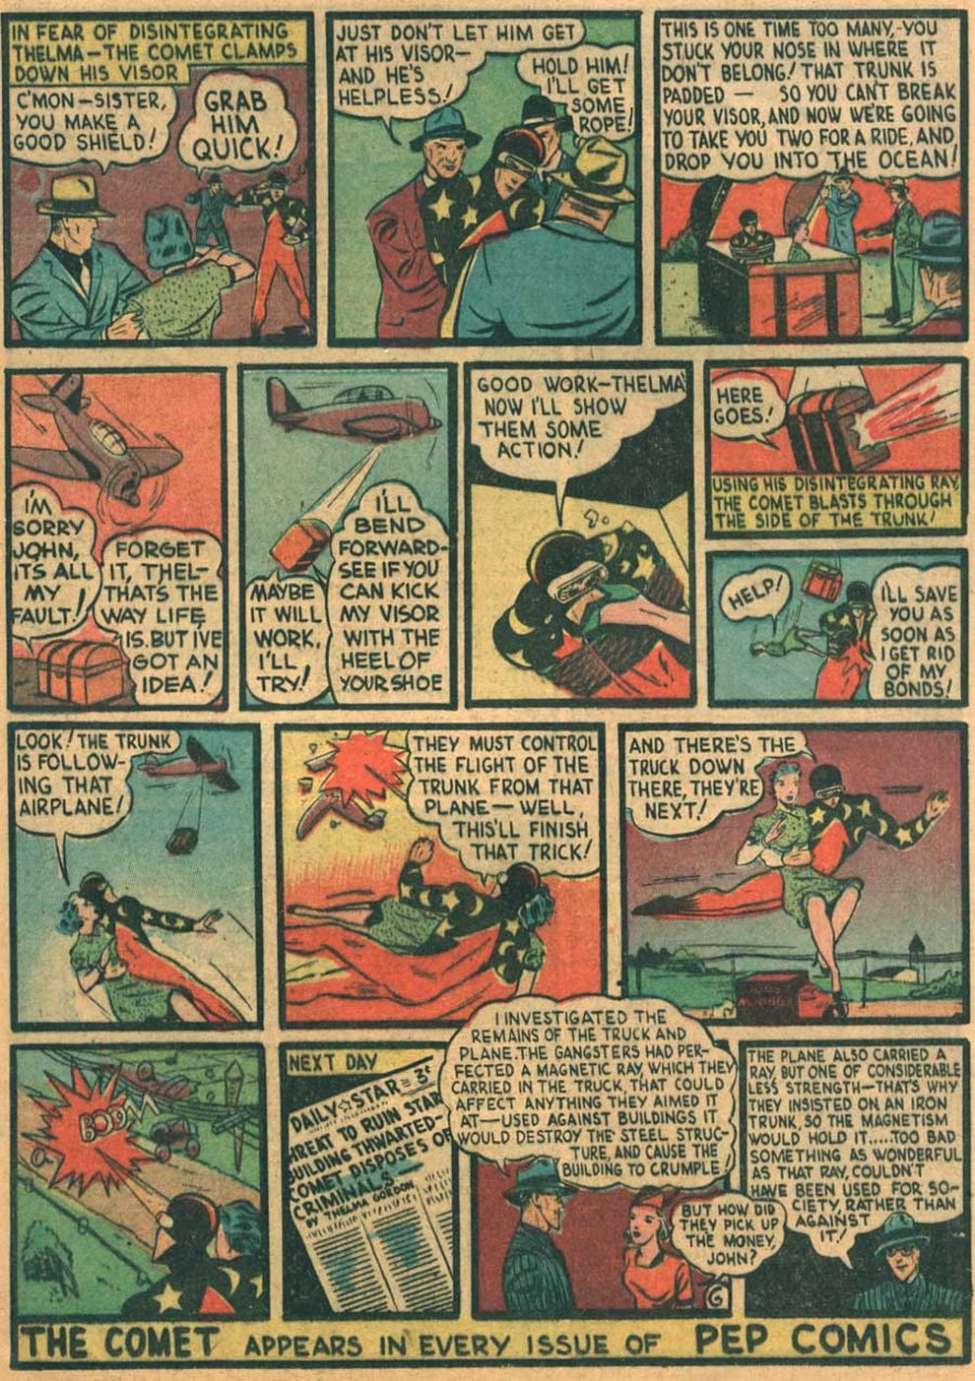 IN FEAR OF DISINTEGRATING
THELMA—THE COMET CLAMPS
DOWN HIS VISOR
C'MON—SISTER,
YOU MAKE A
GOOD SHIELD!
GRAB
HIM
QUICK!
JUST DON'T LET HIM GET
AT HIS VISOR—
AND HE'S
HELPLESS!
HOLD HIM!
I'LL GET
SOME
ROPE!
THIS IS ONE TIME TOO MANY,-YOU
STUCK YOUR NOSE IN WHERE IT
DON'T BELONG! THAT TRUNK IS
PADDED — SO YOU CAN'T BREAK
YOUR VISOR, AND NOW WE'RE GOING
TO TAKE YOU TWO FOR A RIDE, AND
DROP YOU INTO THE OCEAN!
I'M
SORRY
JOHN,
ITS ALL
MY
FAULT!
FORGET
IT, THEL-
THATS THE
WAY LIFE
IS. BUT I'VE
GOT AN
IDEA!
MAYBE
IT WILL
WORK,
I'LL
TRY!
I'LL
BEND
FORWARD-
SEE IF YOU
CAN KICK
MY VISOR
WITH THE
HEEL OF
YOUR SHOE
GOOD WORK—THELMA
NOW I'LL SHOW
THEM SOME
ACTION!
HERE
GOES!
USING HIS DISINTEGRATING RAY,
THE COMET BLASTS THROUGH
THE SIDE OF THE TRUNK!
HELP!
I'LL SAVE
YOU AS
SOON AS
I GET RID
OF MY
BONDS!
LOOK! THE TRUNK
IS FOLLOW-
ING THAT
AIRPLANE!
THEY MUST CONTROL
THE FLIGHT OF THE
TRUNK FROM THAT
PLANE— WELL,
THIS'LL FINISH
THAT TRICK!
AND THERE'S THE
TRUCK DOWN
THERE, THEY'RE
NEXT!
BOOM
NEXT DAY
DAILY☆STAR 3¢
THREAT TO RUIN STAR
BUILDING THWARTED-
COMET DISPOSES OF
CRIMINALS
BY THELMA GORDON
I INVESTIGATED THE
REMAINS OF THE TRUCK AND
PLANE. THE GANGSTERS HAD PER-
FECTED A MAGNETIC RAY, WHICH THEY
CARRIED IN THE TRUCK, THAT COULD
AFFECT ANYTHING THEY AIMED IT
AT—USED AGAINST BUILDINGS IT
WOULD DESTROY THE STEEL STRUC-
TURE, AND CAUSE THE
BUILDING TO CRUMPLE!
BUT HOW DID
THEY PICK UP
THE MONEY,
JOHN?
THE PLANE ALSO CARRIED A
RAY, BUT ONE OF CONSIDERABLE
LESS STRENGTH—THAT'S WHY
THEY INSISTED ON AN IRON
TRUNK, SO THE MAGNETISM
WOULD HOLD IT.....TOO BAD
SOMETHING AS WONDERFUL
AS THAT RAY, COULDN'T
HAVE BEEN USED FOR SO-
CIETY, RATHER THAN
AGAINST
IT!
THE COMET APPEARS IN EVERY ISSUE OF PEP COMICS